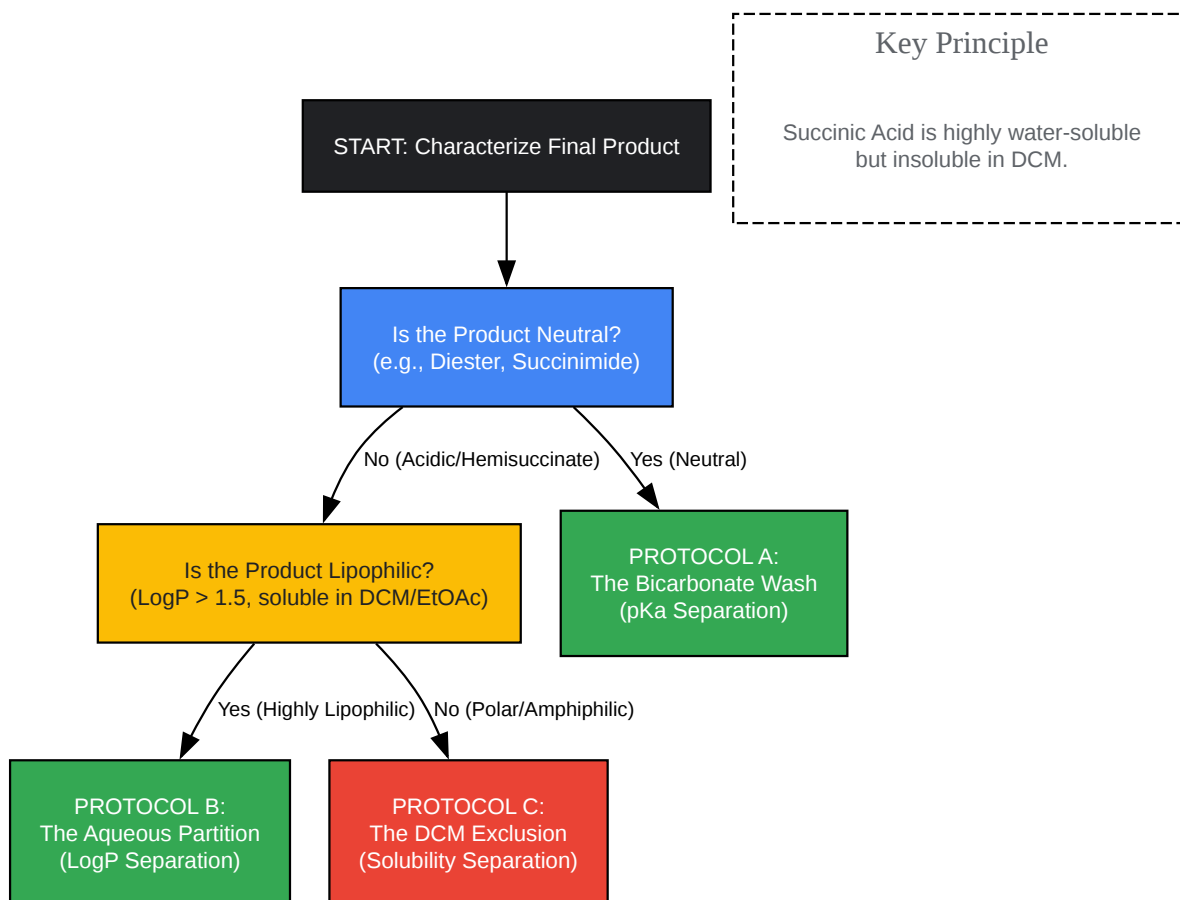 Key Principle
Succinic Acid is highly water-soluble
but insoluble in DCM.
START: Characterize Final Product
Is the Product Neutral?
(e.g., Diester, Succinimide)
No (Acidic/Hemisuccinate)
Yes (Neutral)
Is the Product Lipophilic?
(LogP > 1.5, soluble in DCM/EtOAc)
PROTOCOL A:
The Bicarbonate Wash
(pKa Separation)
Yes (Highly Lipophilic)
No (Polar/Amphiphilic)
PROTOCOL B:
The Aqueous Partition
(LogP Separation)
PROTOCOL C:
The DCM Exclusion
(Solubility Separation)